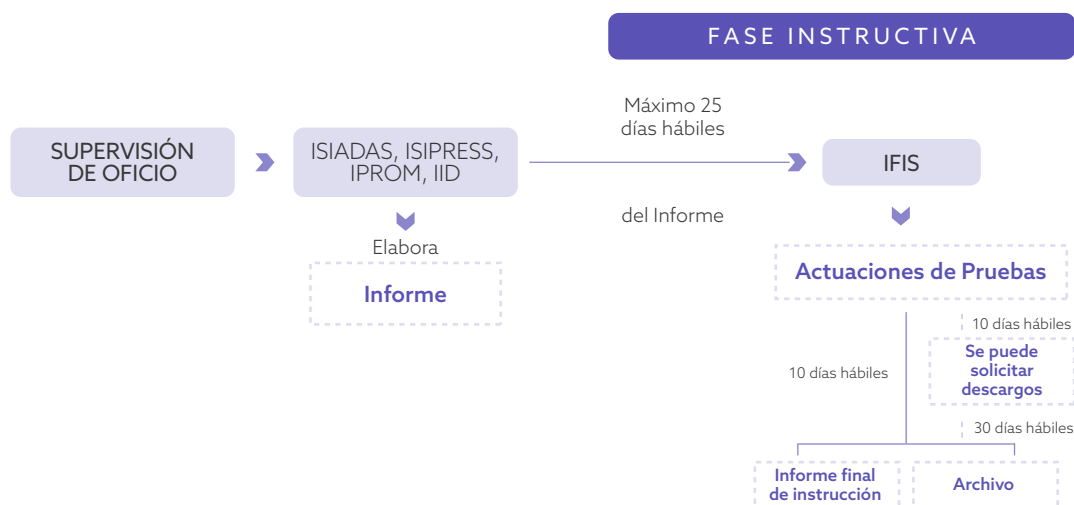 FASE INSTRUCTIVA
Máximo 25
días hábiles
SUPERVISIÓN
DE OFICIO
ISIADAS, ISIPRESS,
IPROM, IID
IFIS
del Informe
Elabora
Informe
Actuaciones de Pruebas
10 días hábiles
Se puede
solicitar
descargos
10 días hábiles
30 días hábiles
Informe final
de instrucción
Archivo